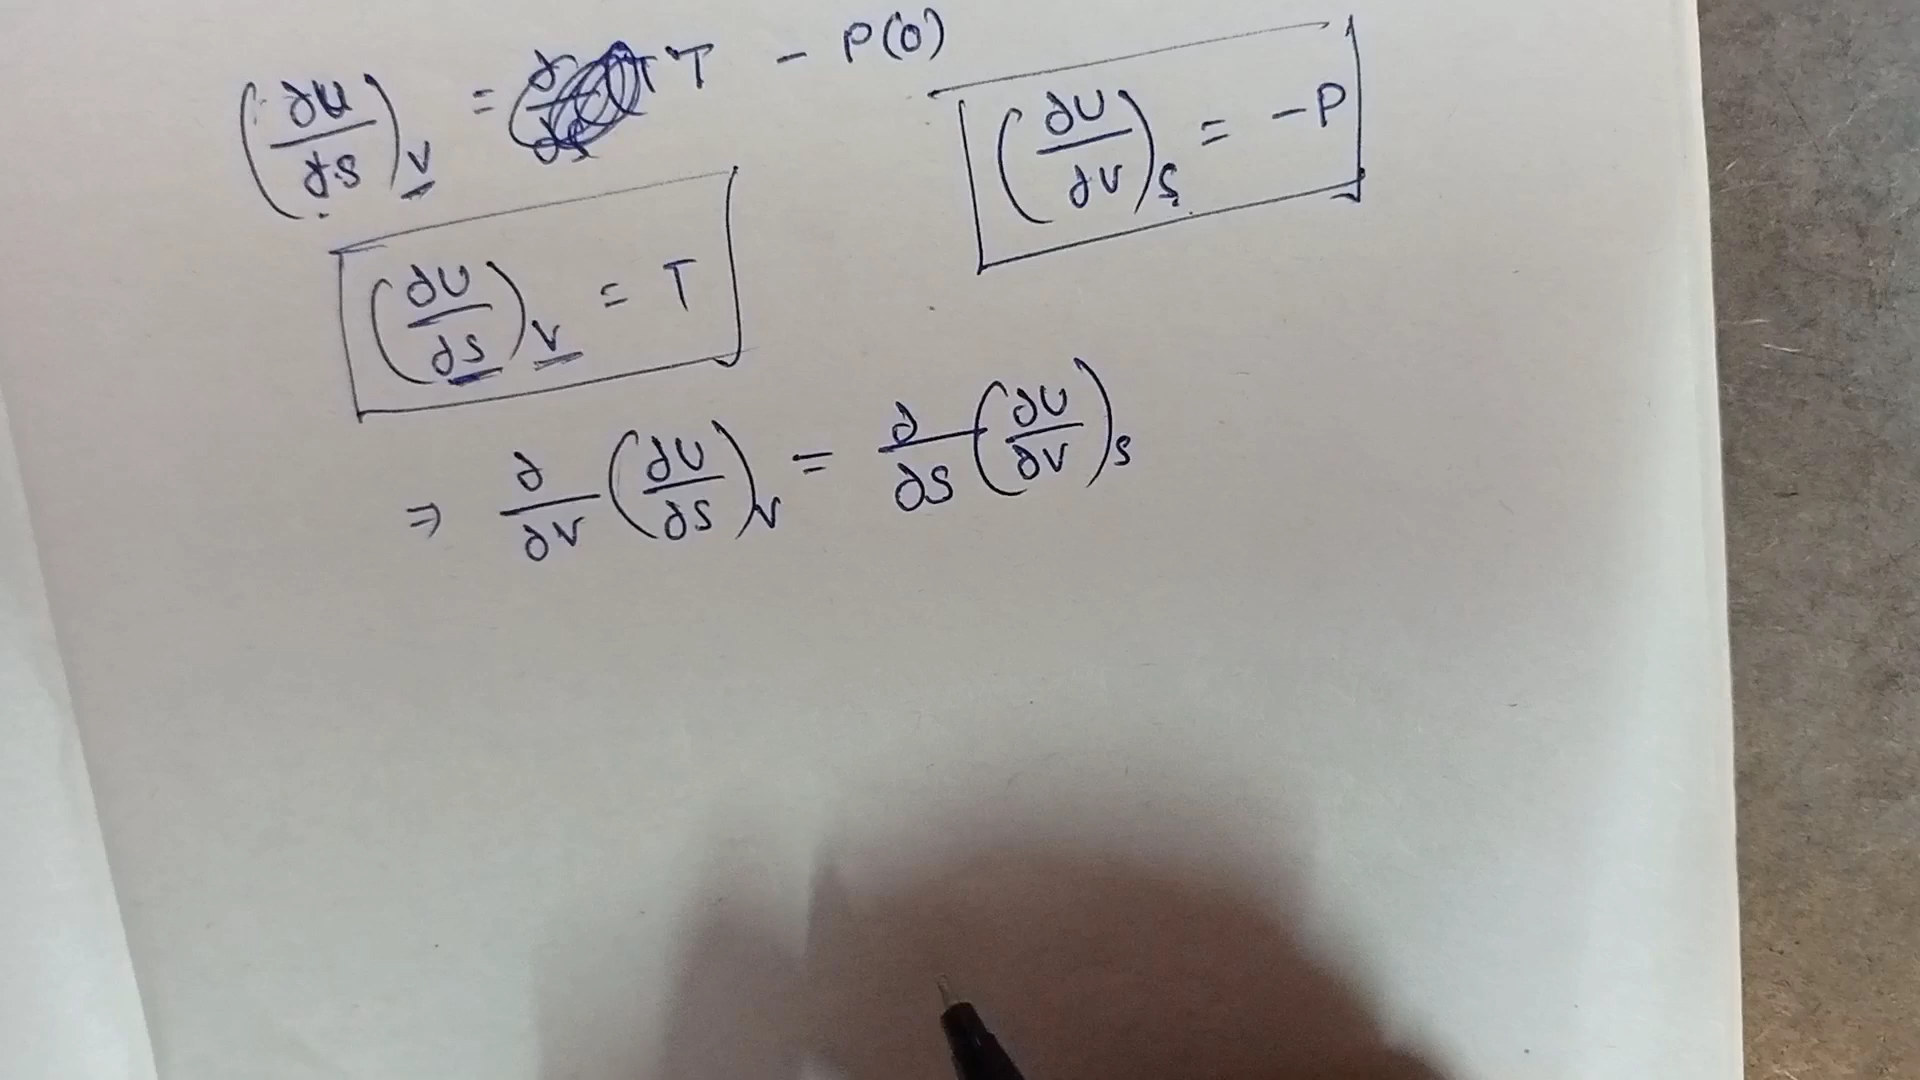 (∂U/∂S)_V = T - P(0)
(∂U/∂V)_S = -P
(∂U/∂S)_V = T
⇒ ∂/∂V (∂U/∂S)_V = ∂/∂S (∂U/∂V)_S